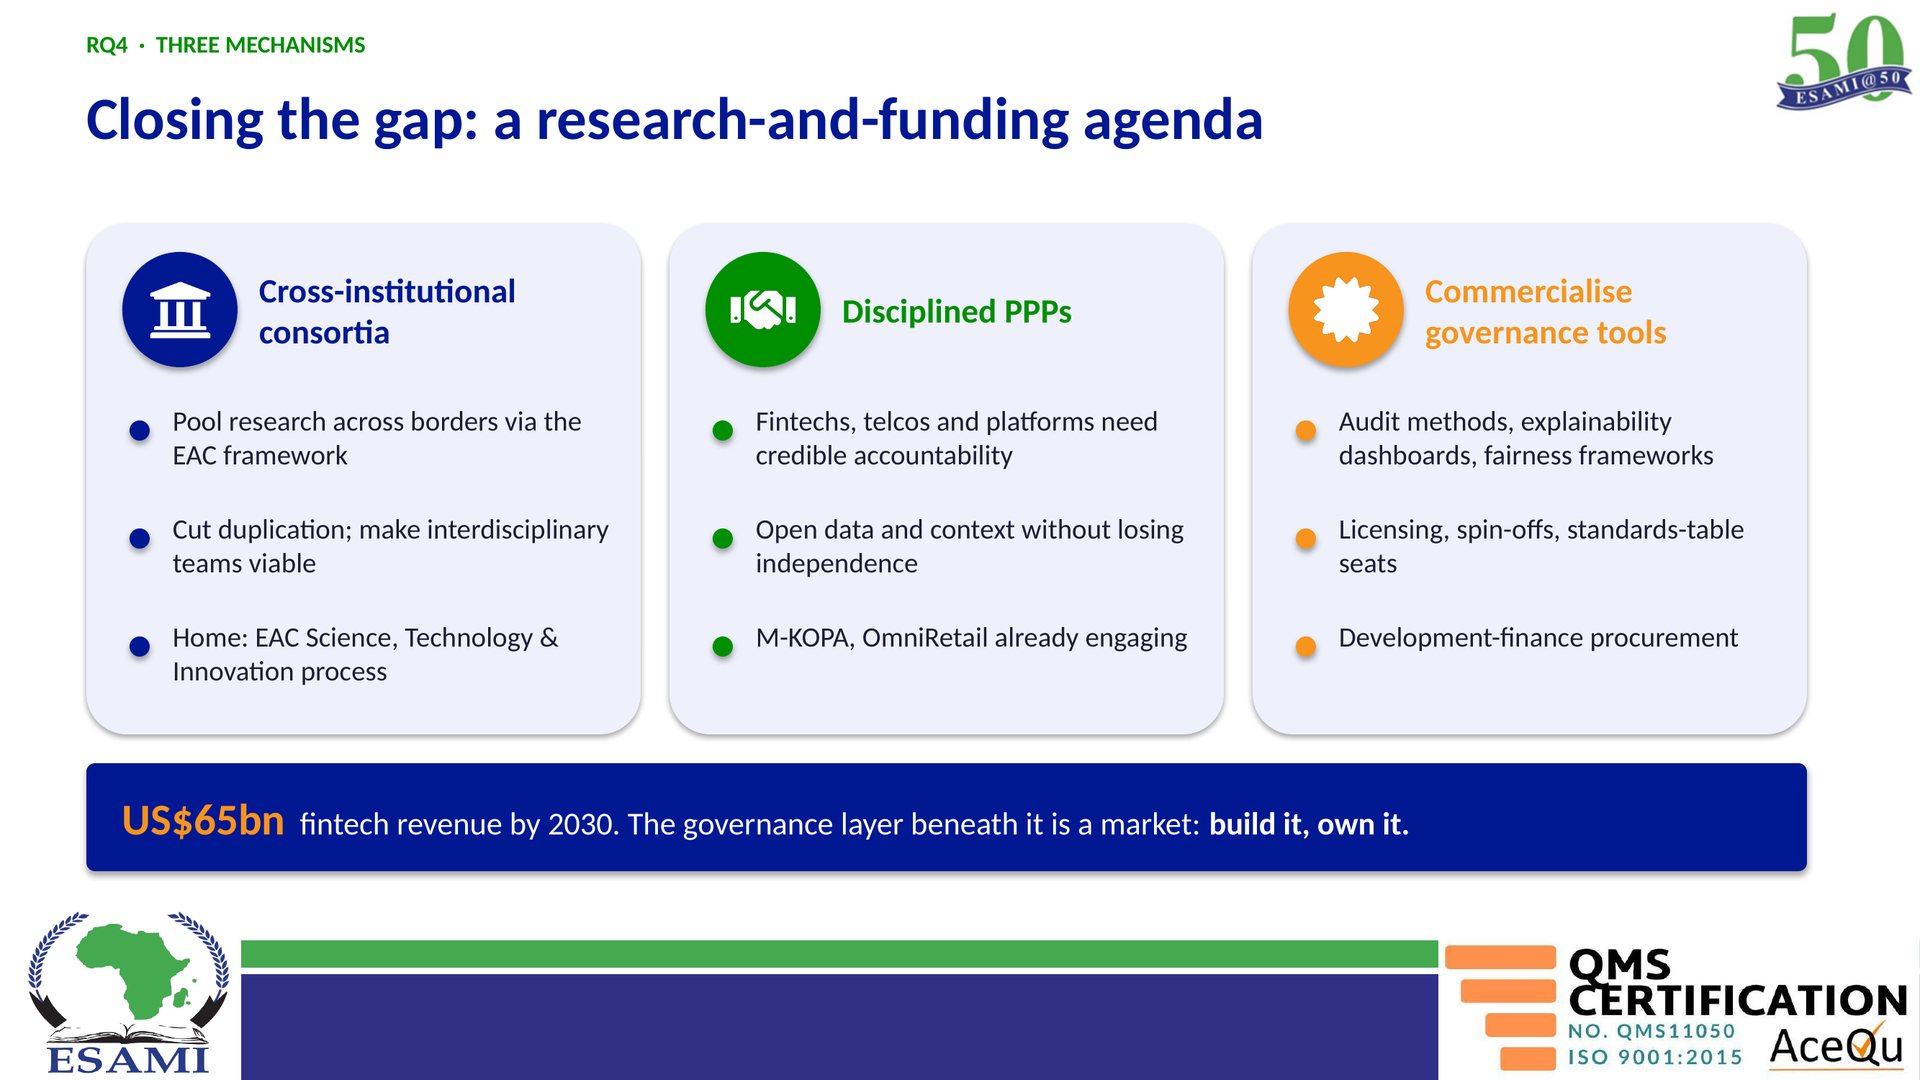 RQ4 · THREE MECHANISMS
50
ESAMI@50
Closing the gap: a research-and-funding agenda
Cross-institutional
consortia
Pool research across borders via the
EAC framework
Cut duplication; make interdisciplinary
teams viable
Home: EAC Science, Technology &
Innovation process
Disciplined PPPs
Fintechs, telcos and platforms need
credible accountability
Open data and context without losing
independence
M-KOPA, OmniRetail already engaging
Commercialise
governance tools
Audit methods, explainability
dashboards, fairness frameworks
Licensing, spin-offs, standards-table
seats
Development-finance procurement
US$65bn fintech revenue by 2030. The governance layer beneath it is a market: build it, own it.
ESAMI
QMS
CERTIFICATION
NO. QMS11050
ISO 9001:2015
AceQu